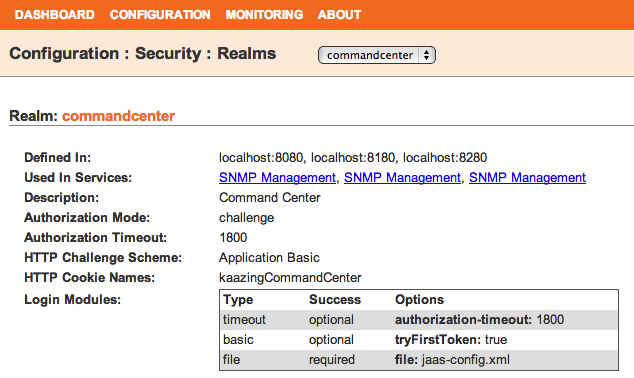 DASHBOARD CONFIGURATION MONITORING ABOUT
Configuration : Security : Realms commandcenter
Realm: commandcenter
Defined In: localhost:8080, localhost:8180, localhost:8280
Used In Services: SNMP Management, SNMP Management, SNMP Management
Description: Command Center
Authorization Mode: challenge
Authorization Timeout: 1800
HTTP Challenge Scheme: Application Basic
HTTP Cookie Names: kaazingCommandCenter
Login Modules: Type Success Options
timeout optional authorization-timeout: 1800
basic optional tryFirstToken: true
file required file: jaas-config.xml